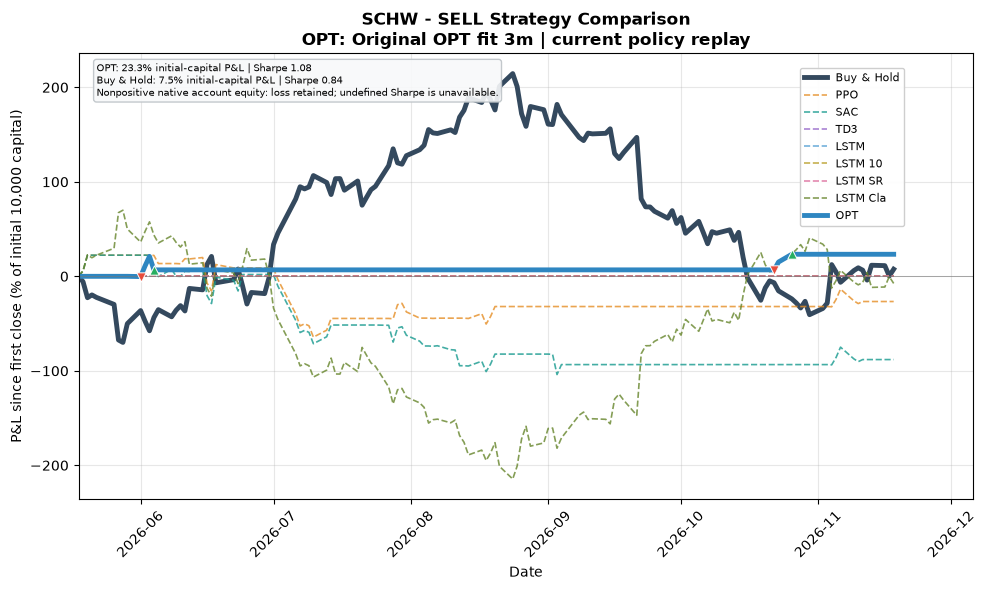 SCHW - SELL Strategy Comparison
OPT: Original OPT fit 3m | current policy replay
OPT: 23.3% initial-capital P&L | Sharpe 1.08
Buy & Hold: 7.5% initial-capital P&L | Sharpe 0.84
Nonpositive native account equity: loss retained; undefined Sharpe is unavailable.
Buy & Hold
PPO
SAC
TD3
LSTM
LSTM 10
LSTM SR
LSTM Cla
OPT
P&L since first close (% of initial 10,000 capital)
200
100
0
−100
−200
2026-06
2026-07
2026-08
2026-09
2026-10
2026-11
2026-12
Date